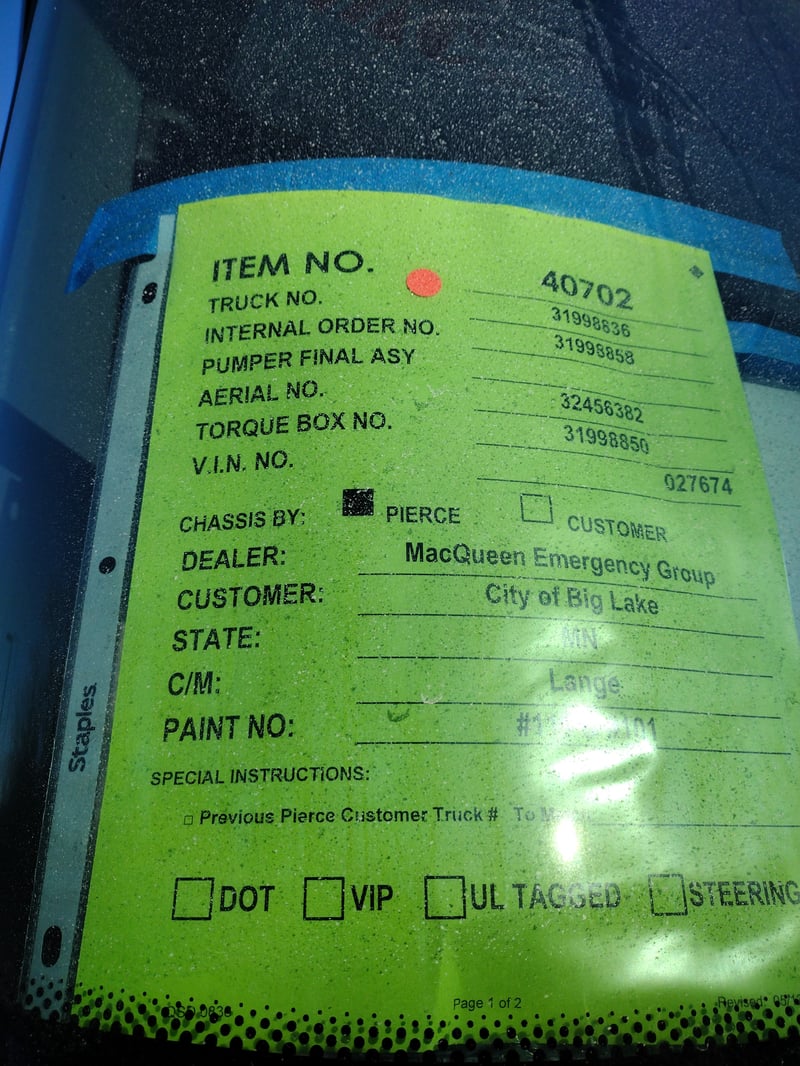 ITEM NO. 40702
TRUCK NO. 31998836
INTERNAL ORDER NO. 31998858
PUMPER FINAL ASY
AERIAL NO. 32456382
TORQUE BOX NO. 31998850
V.I.N. NO. 027674
CHASSIS BY: PIERCE CUSTOMER
DEALER: MacQueen Emergency Group
CUSTOMER: City of Big Lake
STATE: MN
C/M: Lange
PAINT NO:
SPECIAL INSTRUCTIONS:
Previous Pierce Customer Truck # To
DOT VIP UL TAGGED STEERING
Page 1 of 2 Revised:
Staples